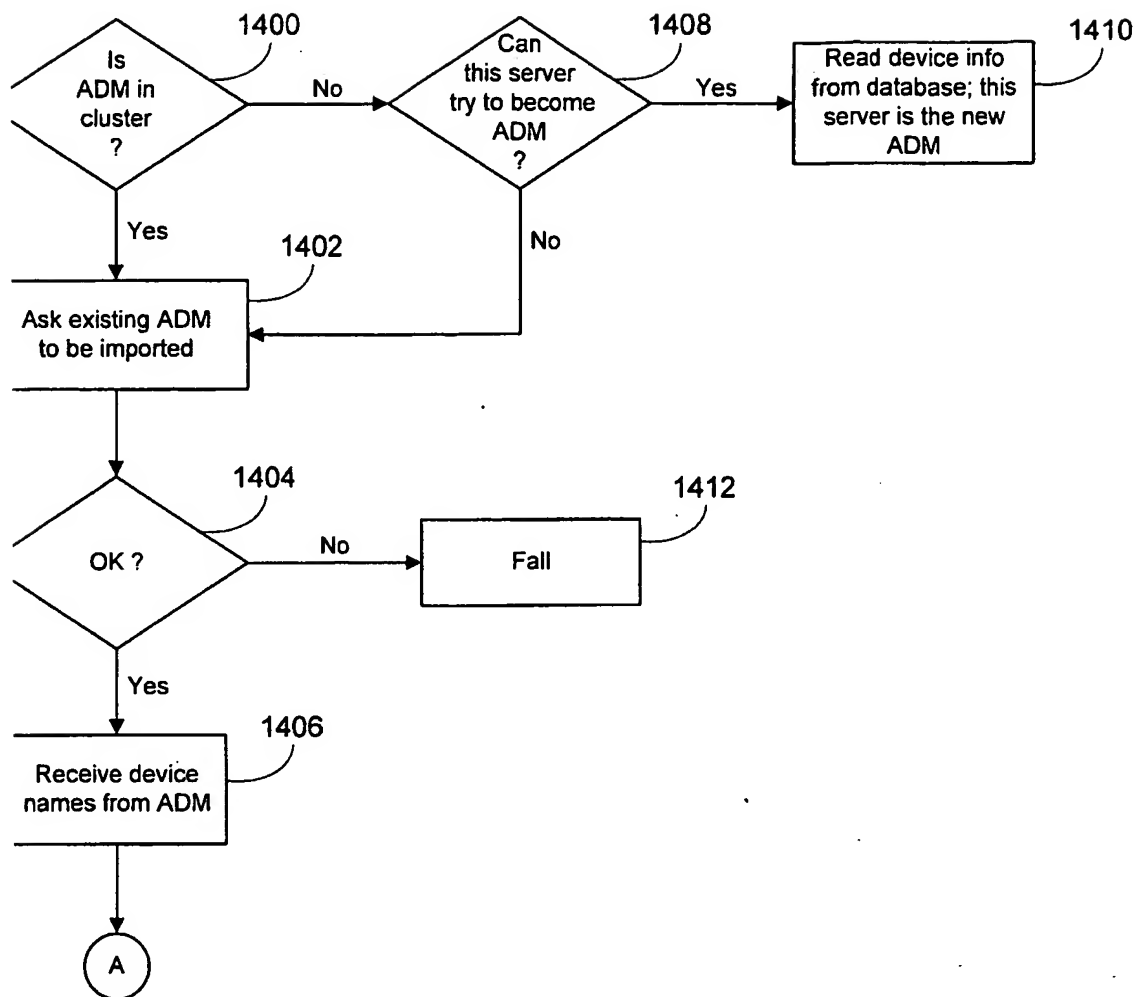 1400
Is
ADM in
cluster
?
No
1408
Can
this server
try to become
ADM
?
Yes
1410
Read device info
from database; this
server is the new
ADM
Yes
No
1402
Ask existing ADM
to be imported
1404
OK ?
No
1412
Fall
Yes
1406
Receive device
names from ADM
A